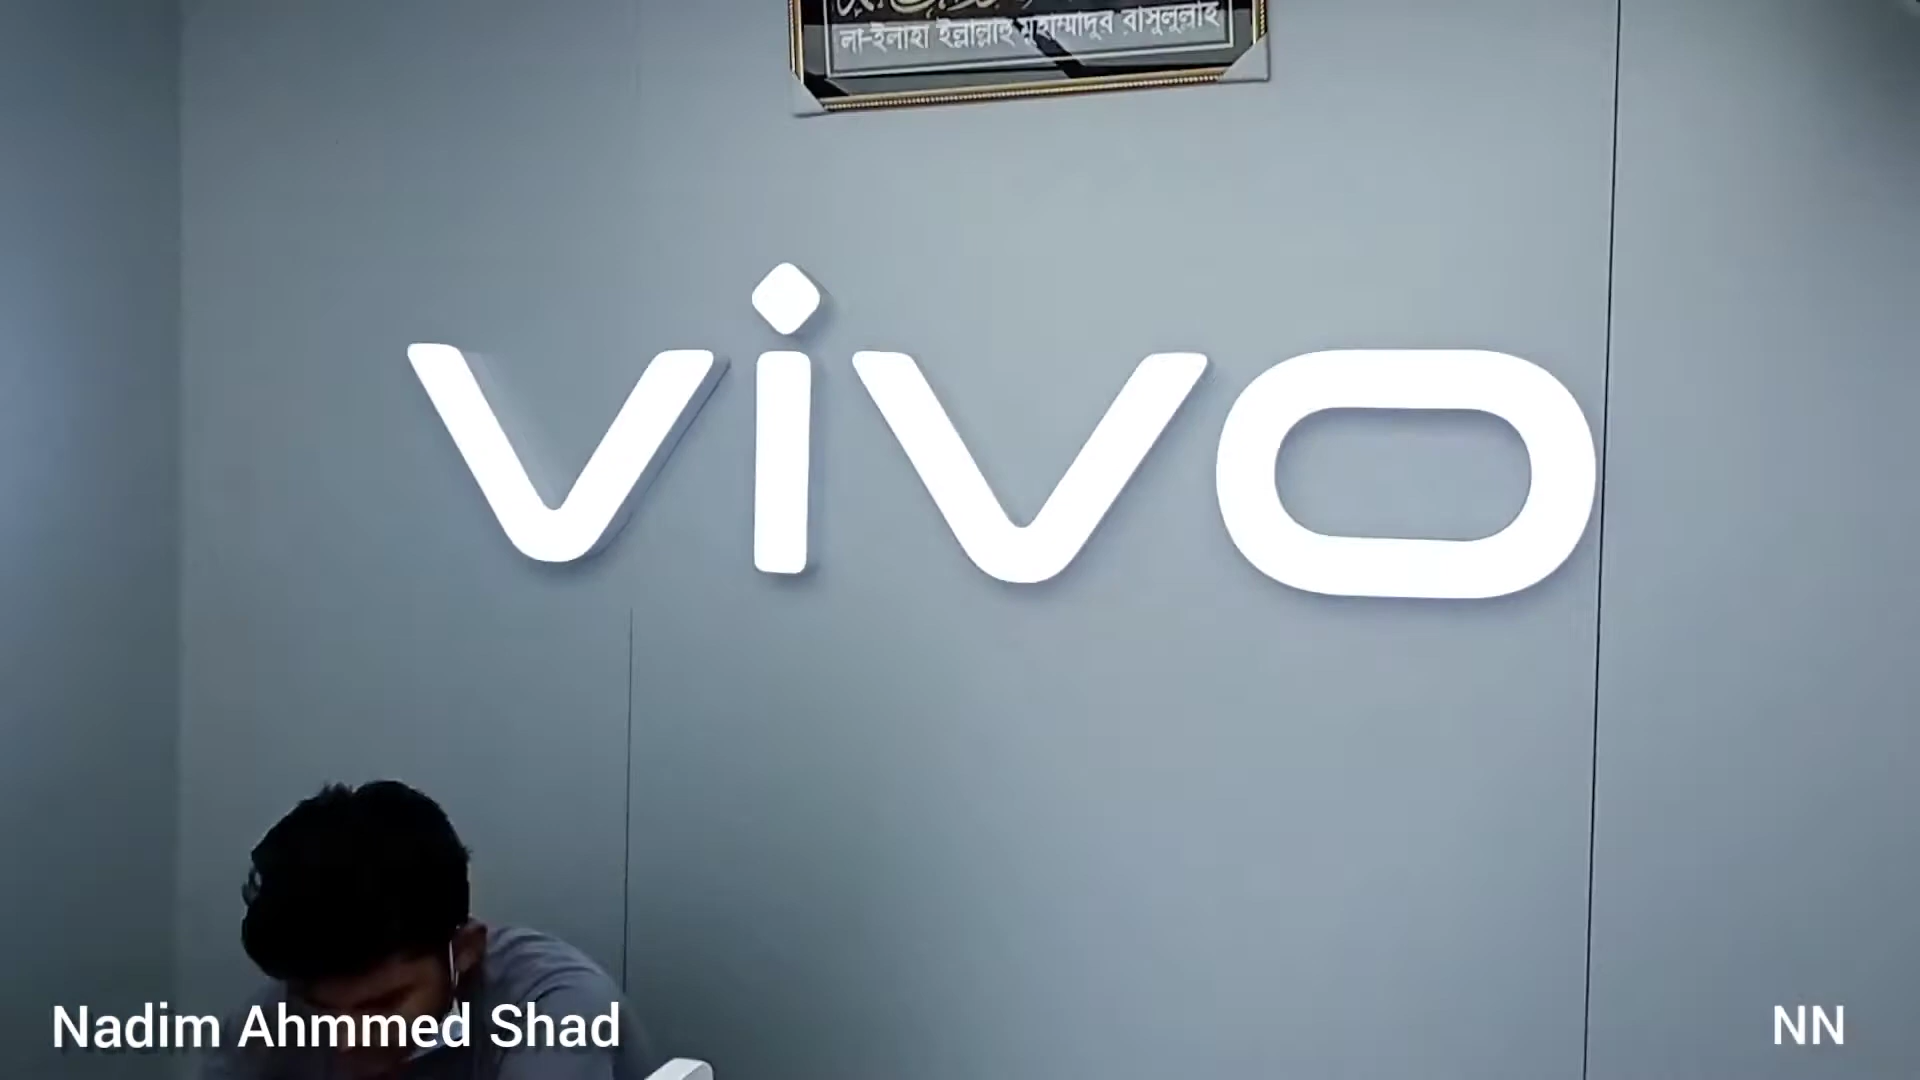 লা-ইলাহা ইল্লাল্লাহু মুহাম্মাদুর রাসুলুল্লাহ
vivo
Nadim Ahmmed Shad
NN